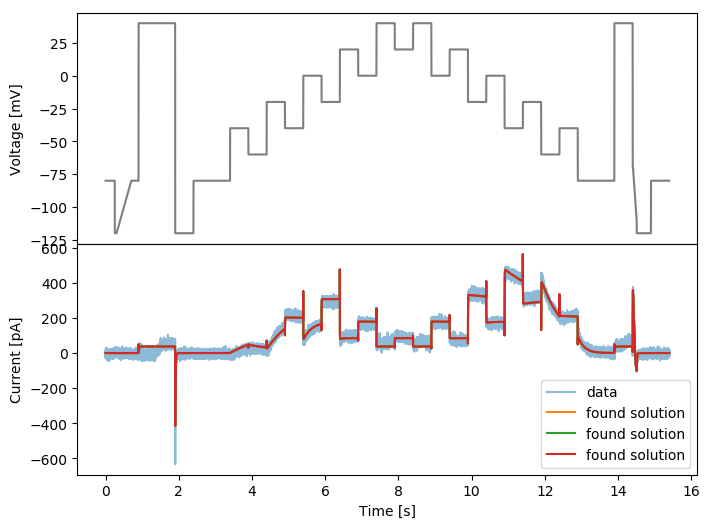 25
0
−25
−50
−75
−100
−125
Voltage [mV]
600
400
200
0
−200
−400
−600
Current [pA]
data
found solution
found solution
found solution
0 2 4 6 8 10 12 14 16
Time [s]